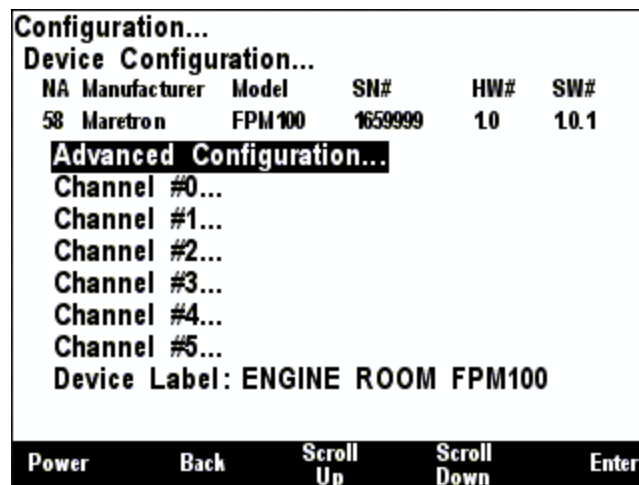 Configuration...
Device Configuration...
NA Manufacturer Model SN# HW# SW#
58 Maretron FPM100 1659999 1.0 1.0.1
Advanced Configuration...
Channel #0...
Channel #1...
Channel #2...
Channel #3...
Channel #4...
Channel #5...
Device Label: ENGINE ROOM FPM100
Power Back Scroll Up Scroll Down Enter